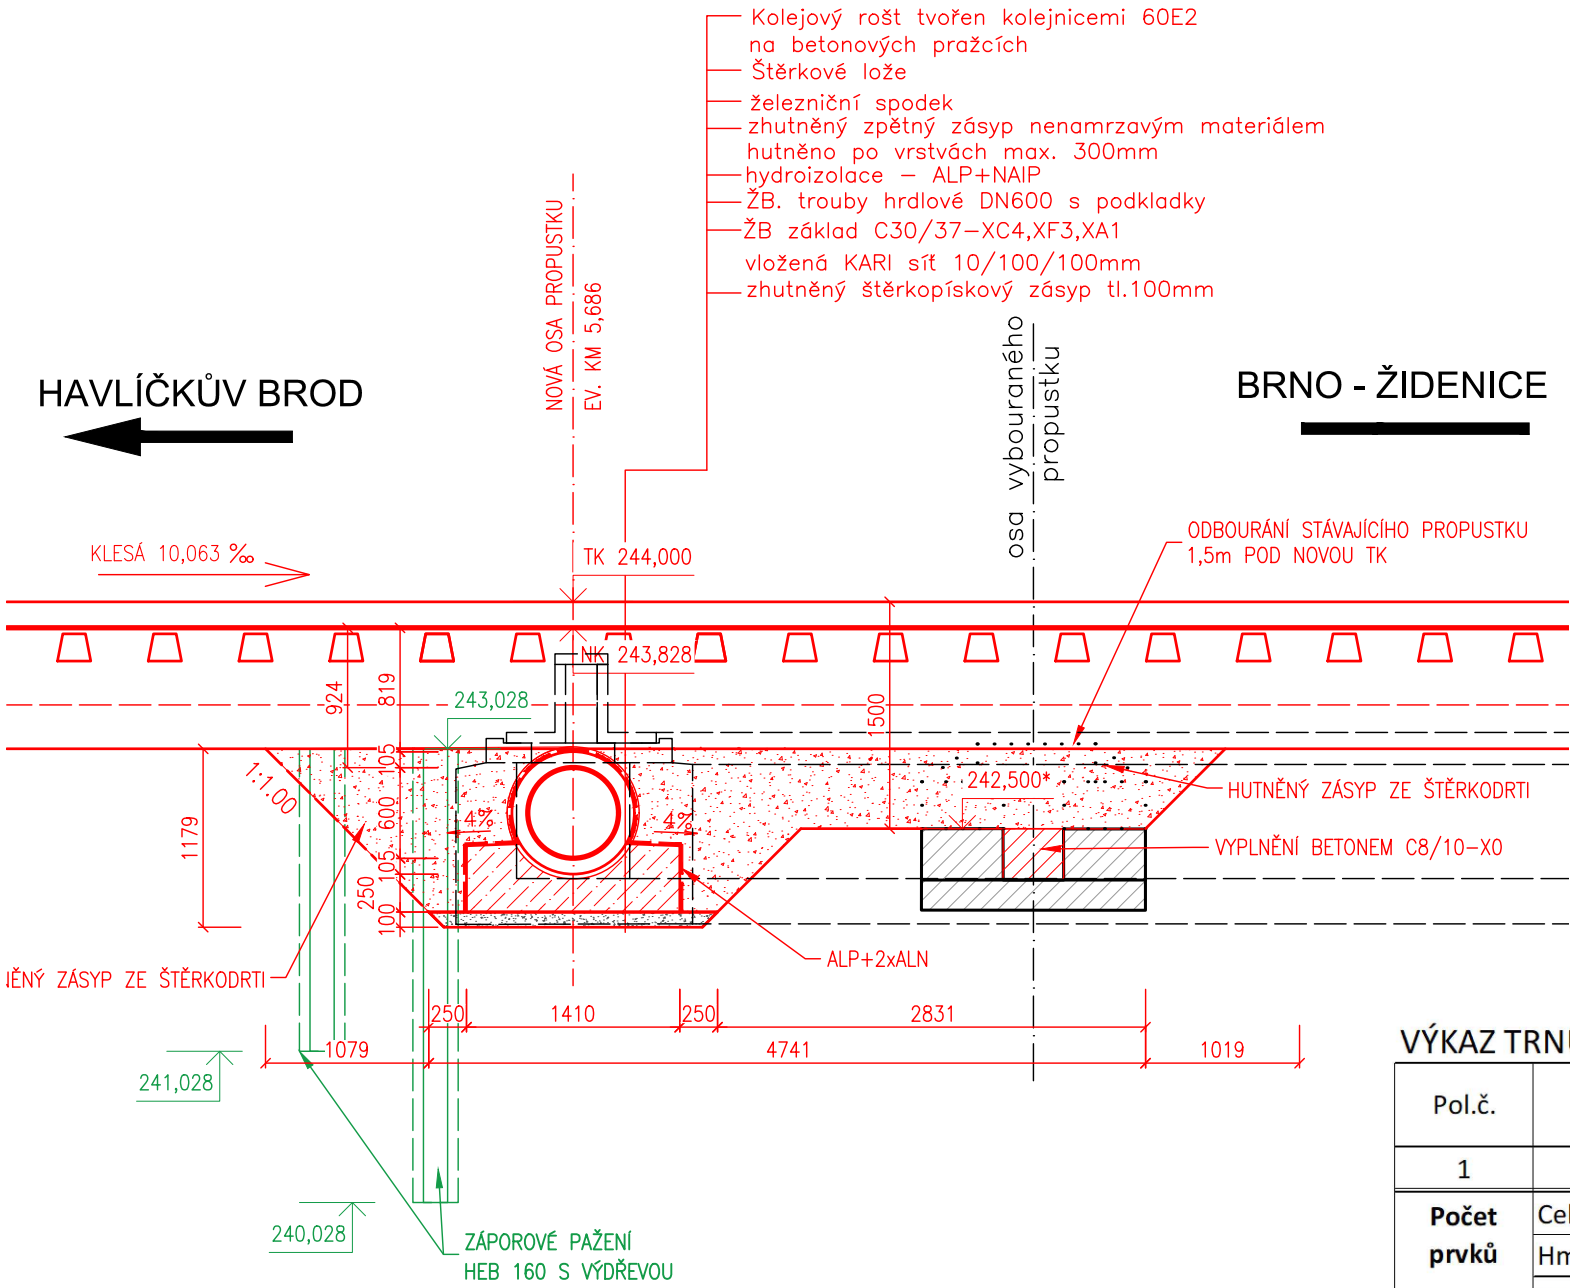 Kolejový rošt tvořen kolejnicemi 60E2
na betonových pražcích
Štěrkové lože
železniční spodek
zhutněný zpětný zásyp nenamrzavým materiálem
hutněno po vrstvách max. 300mm
hydroizolace – ALP+NAIP
ŽB. trouby hrdlové DN600 s podkladky
ŽB základ C30/37–XC4,XF3,XA1
vložená KARI síť 10/100/100mm
zhutněný štěrkopískový zásyp tl.100mm
NOVÁ OSA PROPUSTKU
EV. KM 5,686
osa vybouraného
propustku
HAVLÍČKŮV BROD
BRNO - ŽIDENICE
KLESÁ 10,063 ‰
TK 244,000
ODBOURÁNÍ STÁVAJÍCÍHO PROPUSTKU
1,5m POD NOVOU TK
NK 243,828
924
819
243,028
1500
105
1:1.00
242,500*
HUTNĚNÝ ZÁSYP ZE ŠTĚRKODRTI
600
4%
4%
1179
VYPLNĚNÍ BETONEM C8/10–X0
105
250
100
NĚNÝ ZÁSYP ZE ŠTĚRKODRTI
ALP+2xALN
250
1410
250
2831
1079
4741
1019
241,028
240,028
ZÁPOROVÉ PAŽENÍ
HEB 160 S VÝDŘEVOU
VÝKAZ TRN
Pol.č.
1
Počet
prvků
Cel
Hm